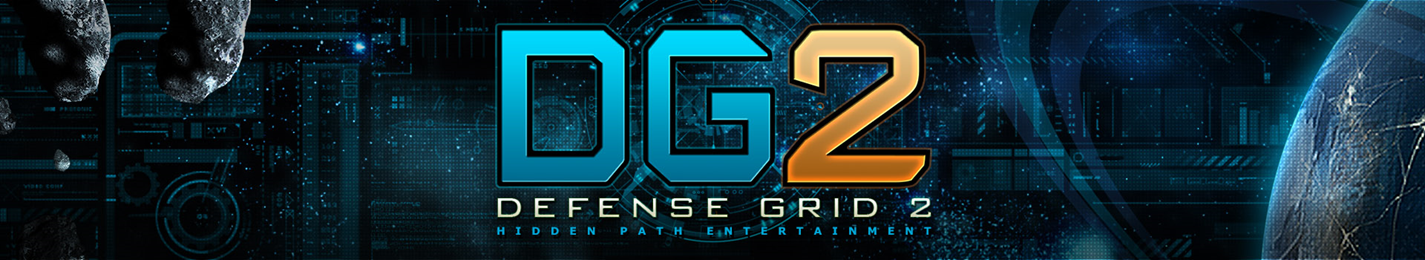 DG2
DEFENSE GRID 2
HIDDEN PATH ENTERTAINMENT